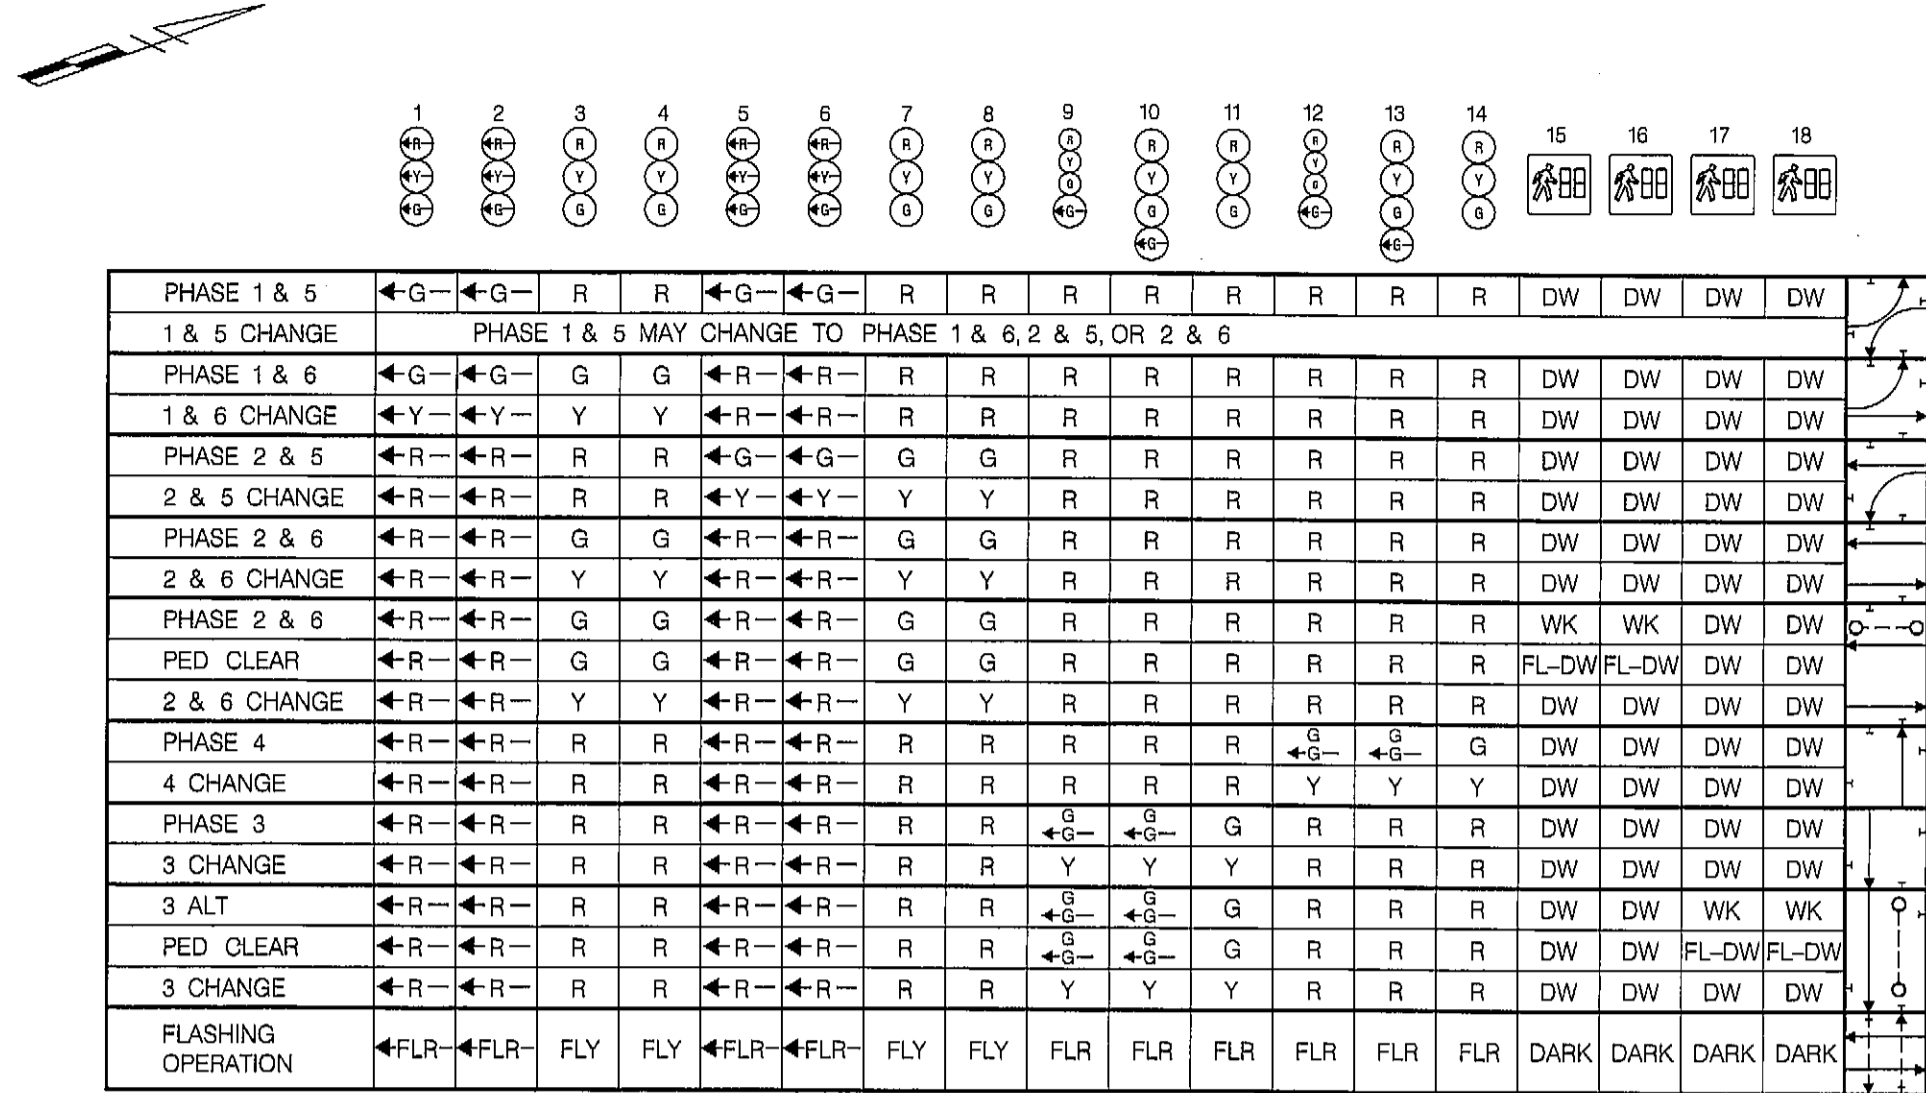 1 2 3 4 5 6 7 8 9 10 11 12 13 14 15 16 17 18
R R R R R R R R R R R R R R
Y Y Y Y Y Y Y Y Y Y Y Y Y Y
G G G G G G G G G G G G G G
G G G G
PHASE 1 & 5 G G R R G G R R R R R R R R DW DW DW DW
1 & 5 CHANGE PHASE 1 & 5 MAY CHANGE TO PHASE 1 & 6, 2 & 5, OR 2 & 6
PHASE 1 & 6 G G G G R R R R R R R R R R DW DW DW DW
1 & 6 CHANGE Y Y Y Y R R R R R R R R R R DW DW DW DW
PHASE 2 & 5 R R R R G G G G R R R R R R DW DW DW DW
2 & 5 CHANGE R R R R Y Y Y Y R R R R R R DW DW DW DW
PHASE 2 & 6 R R G G R R G G R R R R R R DW DW DW DW
2 & 6 CHANGE R R Y Y R R Y Y R R R R R R DW DW DW DW
PHASE 2 & 6 R R G G R R G G R R R R R R WK WK DW DW
PED CLEAR R R G G R R G G R R R R R R FL-DW FL-DW DW DW
2 & 6 CHANGE R R Y Y R R Y Y R R R R R R DW DW DW DW
PHASE 4 R R R R R R R R R R R G G G G G DW DW DW DW
4 CHANGE R R R R R R R R R R R Y Y Y DW DW DW DW
PHASE 3 R R R R R R R R G G G G G R R R DW DW DW DW
3 CHANGE R R R R R R R R Y Y Y R R R DW DW DW DW
3 ALT R R R R R R R R G G G G G R R R DW DW WK WK
PED CLEAR R R R R R R R R G G G G G R R R DW DW FL-DW FL-DW
3 CHANGE R R R R R R R R Y Y Y R R R DW DW DW DW
FLASHING
OPERATION FLR FLR FLY FLY FLR FLR FLY FLY FLR FLR FLR FLR FLR FLR DARK DARK DARK DARK